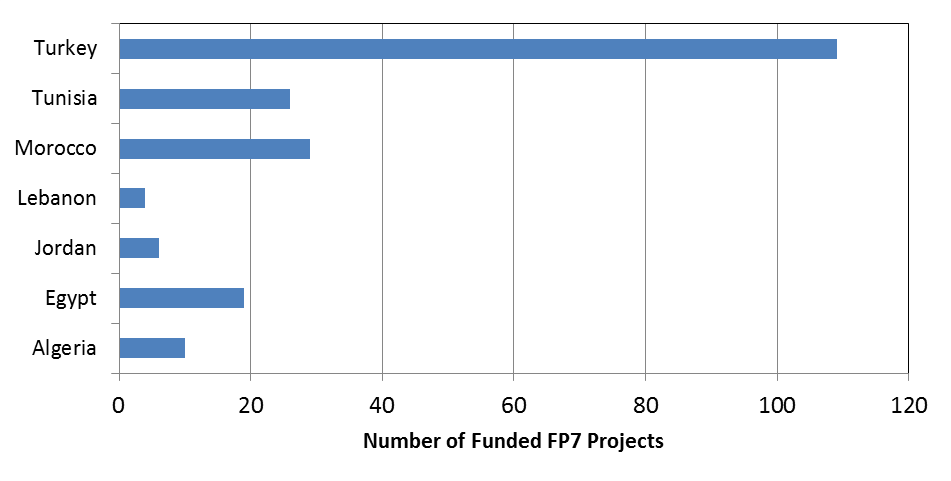 Turkey
Tunisia
Morocco
Lebanon
Jordan
Egypt
Algeria
0 20 40 60 80 100 120
Number of Funded FP7 Projects